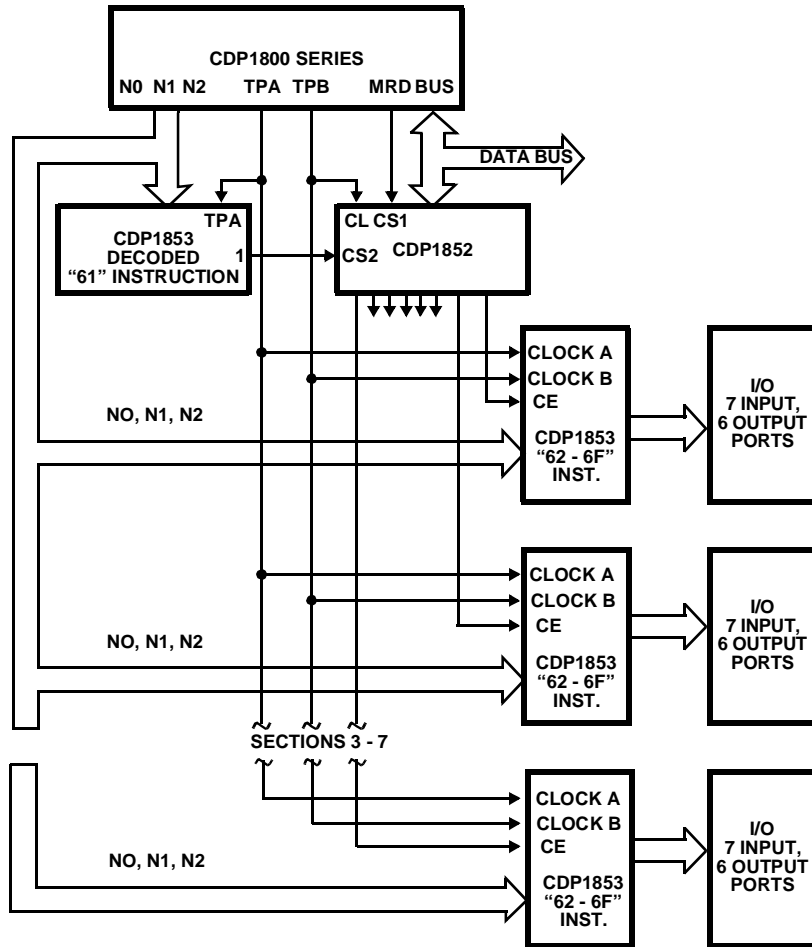 CDP1800 SERIES
N0 N1 N2 TPA TPB MRD BUS
DATA BUS
TPA
CDP1853
DECODED
“61” INSTRUCTION
1
CL CS1
CS2
CDP1852
CLOCK A
CLOCK B
CE
CDP1853
“62 - 6F”
INST.
NO, N1, N2
I/O
7 INPUT,
6 OUTPUT
PORTS
CLOCK A
CLOCK B
CE
CDP1853
“62 - 6F”
INST.
NO, N1, N2
I/O
7 INPUT,
6 OUTPUT
PORTS
SECTIONS 3 - 7
CLOCK A
CLOCK B
CE
CDP1853
“62 - 6F”
INST.
NO, N1, N2
I/O
7 INPUT,
6 OUTPUT
PORTS